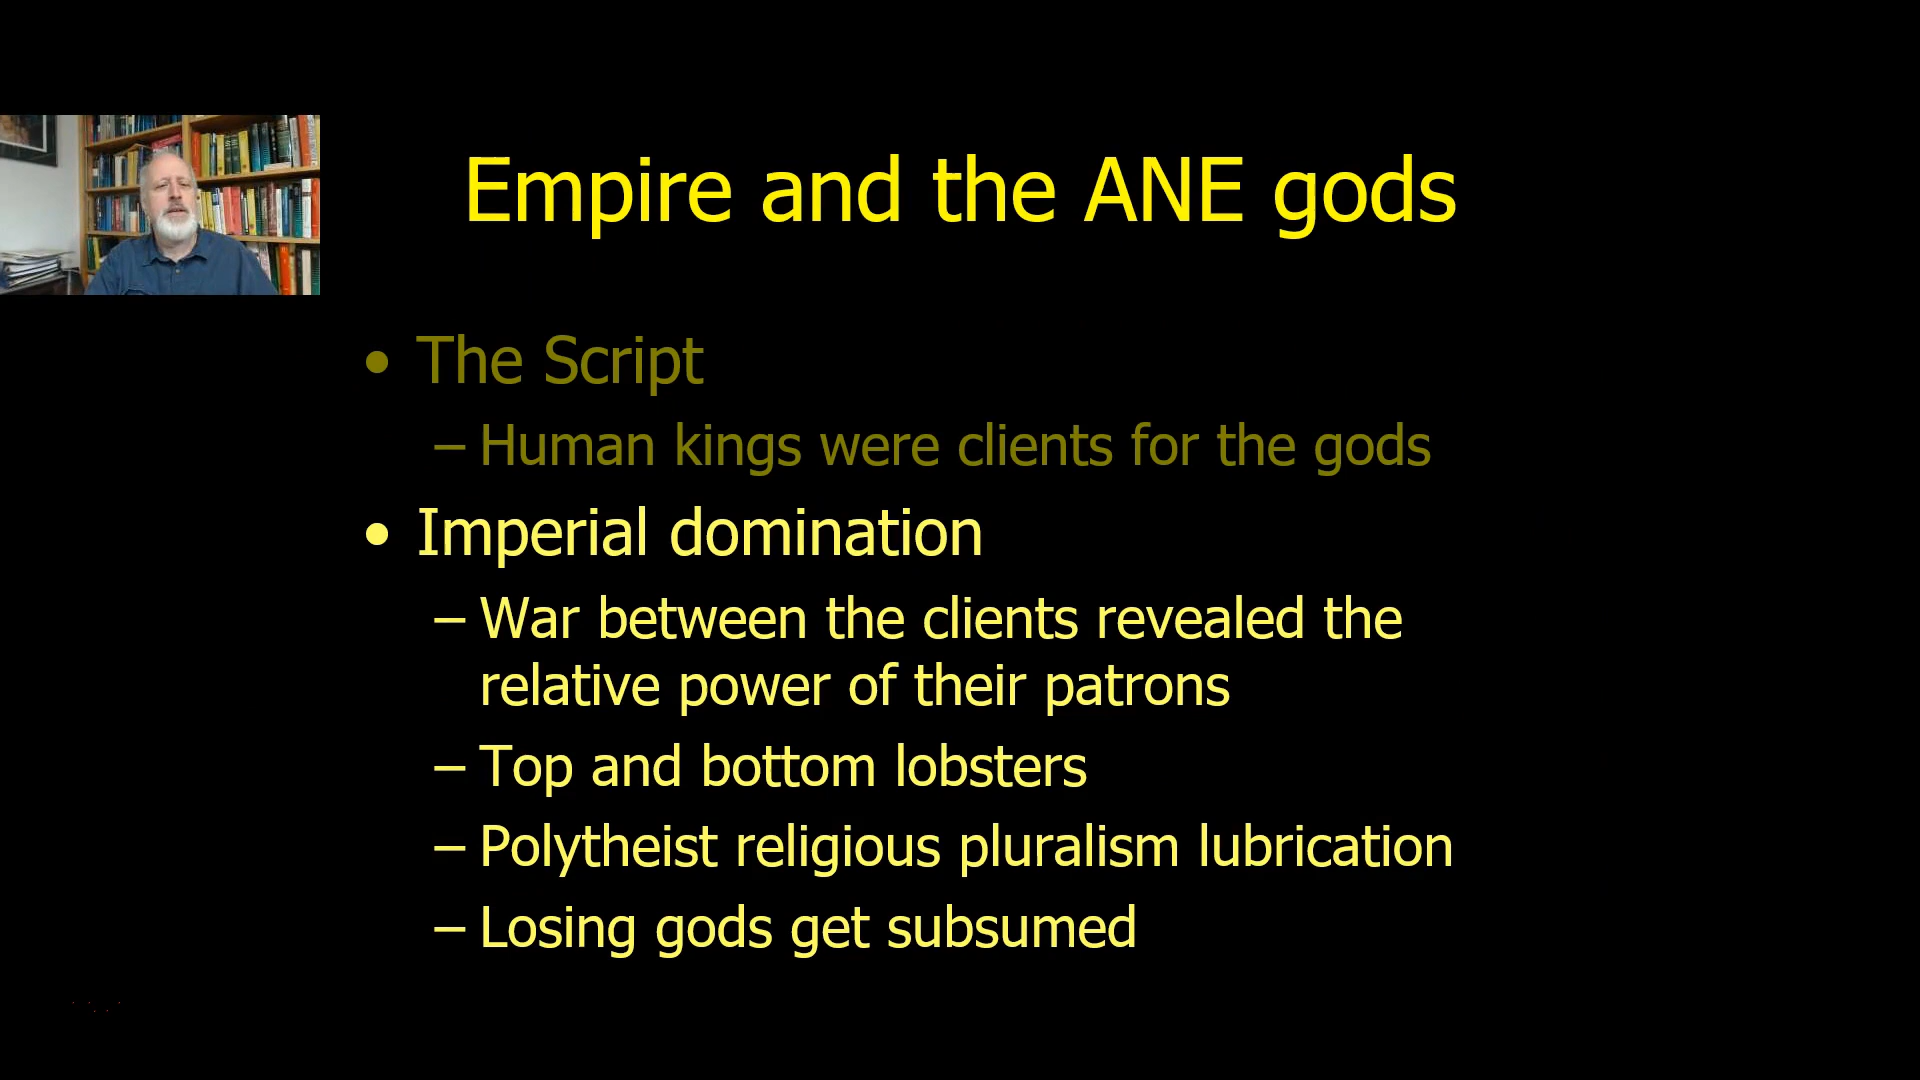 Empire and the ANE gods
• The Script
– Human kings were clients for the gods
• Imperial domination
– War between the clients revealed the
relative power of their patrons
– Top and bottom lobsters
– Polytheist religious pluralism lubrication
– Losing gods get subsumed